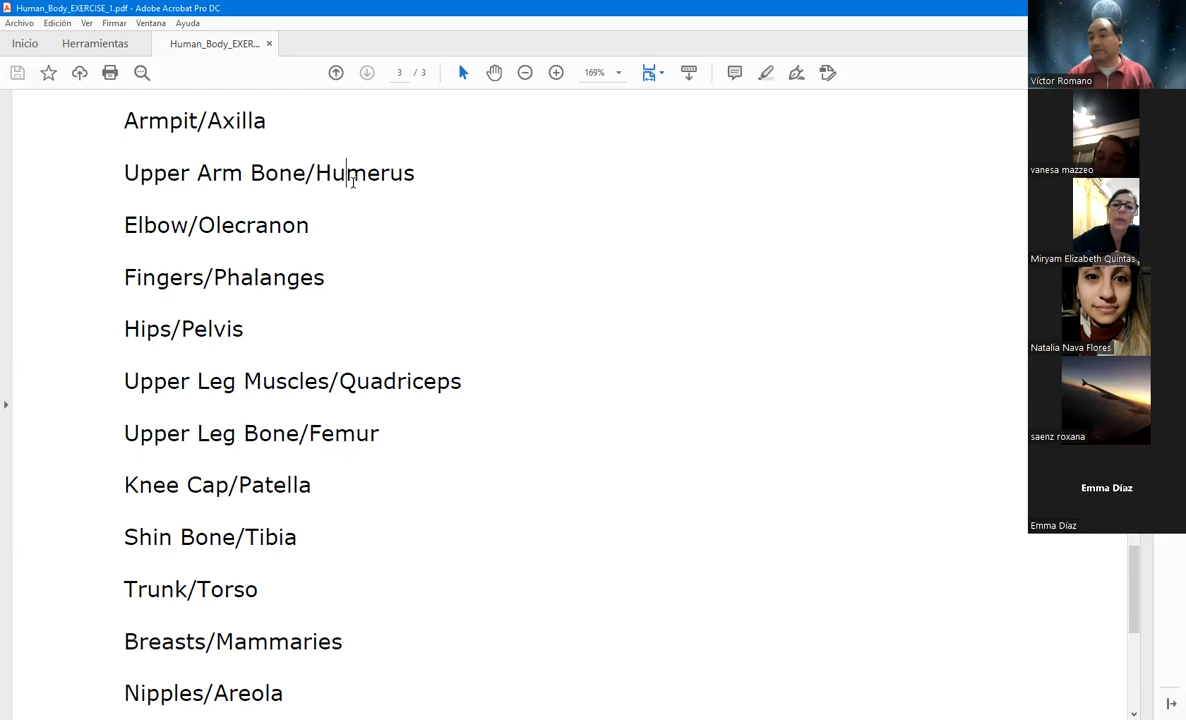 Human_Body_EXERCISE_1.pdf - Adobe Acrobat Pro DC
Archivo Edición Ver Firmar Ventana Ayuda
Inicio Herramientas Human_Body_EXER... ×
3 / 3 169%
Armpit/Axilla
Upper Arm Bone/Humerus
Elbow/Olecranon
Fingers/Phalanges
Hips/Pelvis
Upper Leg Muscles/Quadriceps
Upper Leg Bone/Femur
Knee Cap/Patella
Shin Bone/Tibia
Trunk/Torso
Breasts/Mammaries
Nipples/Areola
Víctor Romano
vanesa mazzeo
Miryam Elizabeth Quintas
Natalia Nava Flores
saenz roxana
Emma Díaz
Emma Díaz